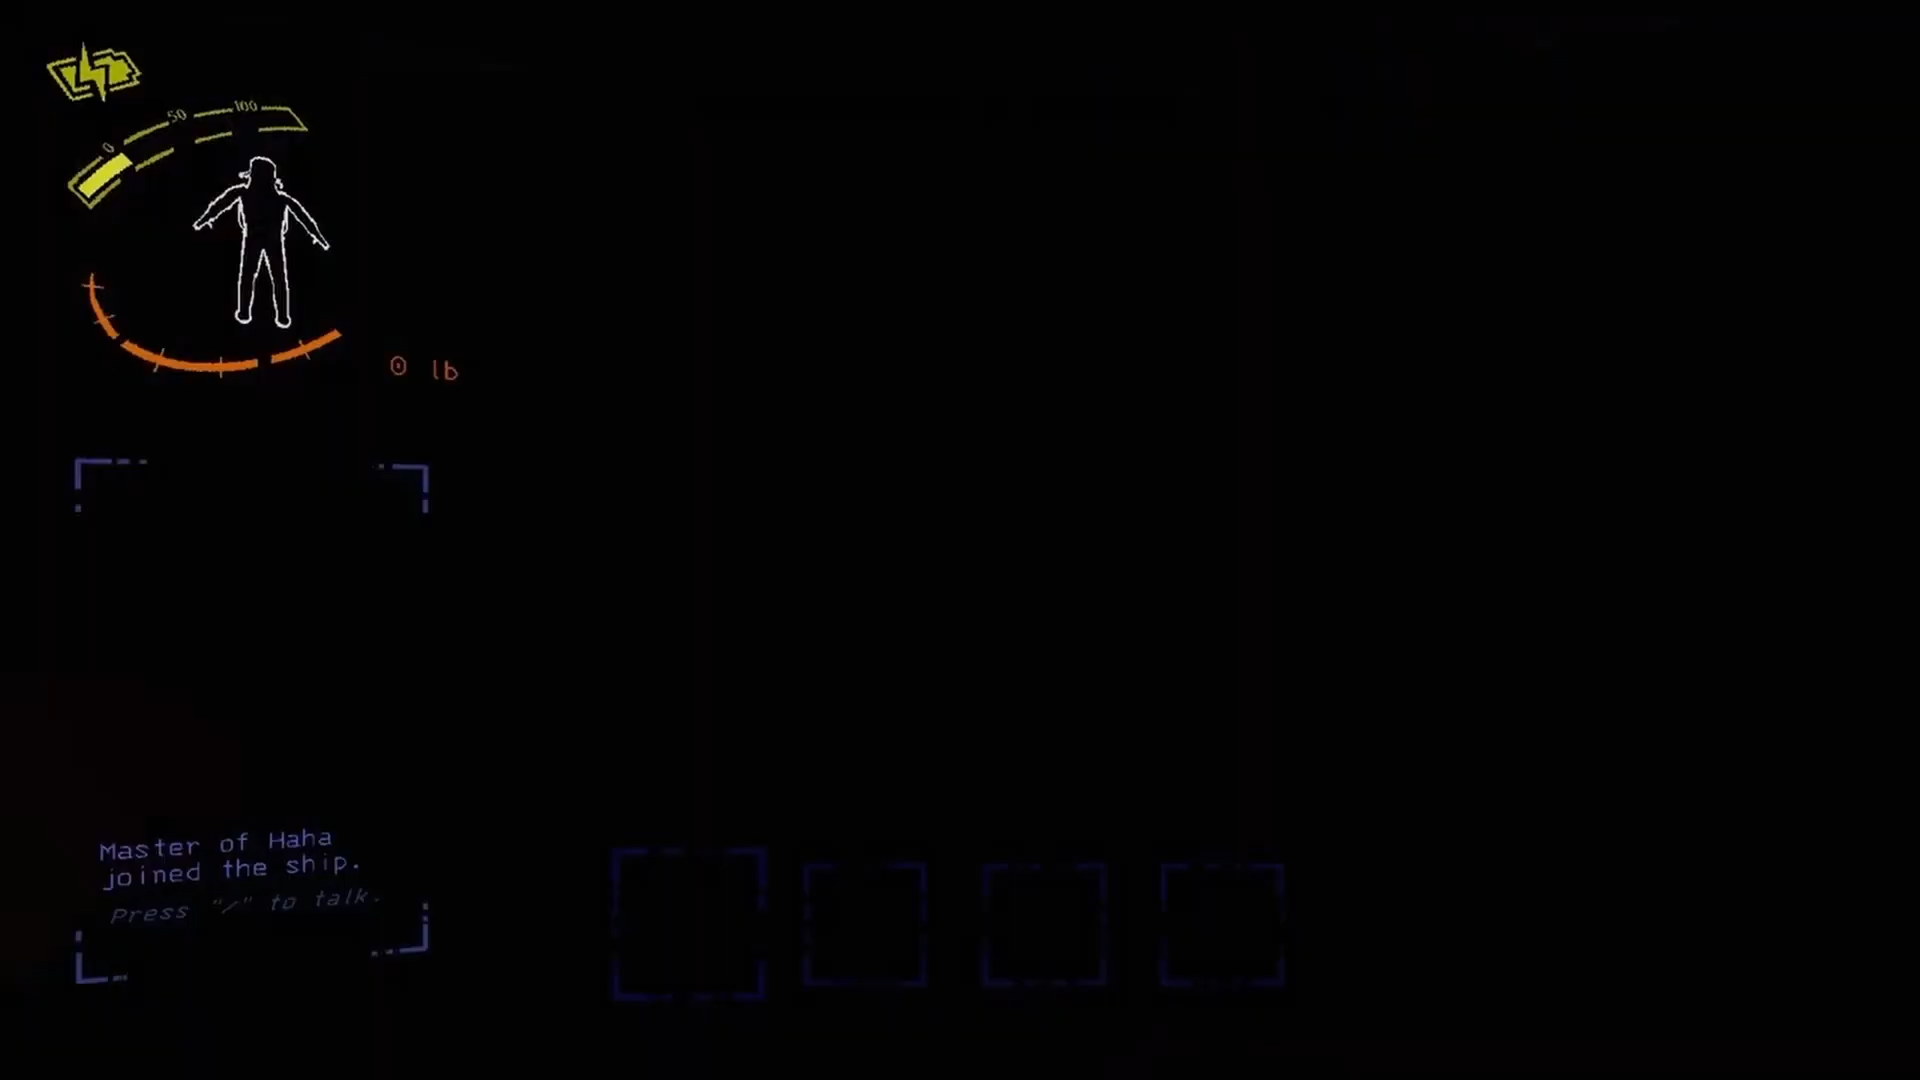 0 50 100
0 lb
Master of Haha
joined the ship.
Press "/" to talk.